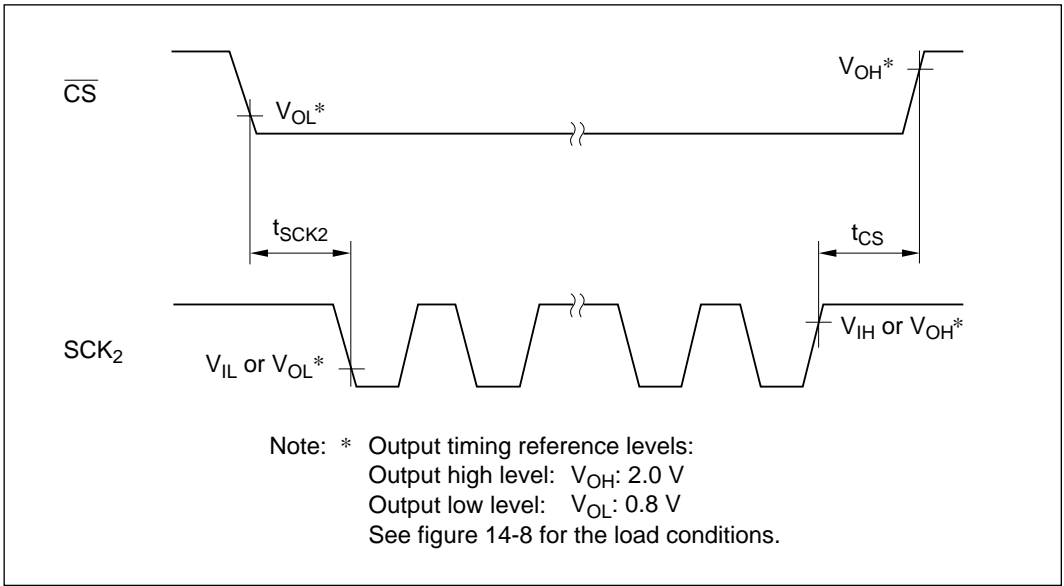 CS
VOL*
VOH*
tSCK2
tCS
SCK2
VIL or VOL*
VIH or VOH*
Note: * Output timing reference levels:
Output high level: VOH: 2.0 V
Output low level: VOL: 0.8 V
See figure 14-8 for the load conditions.